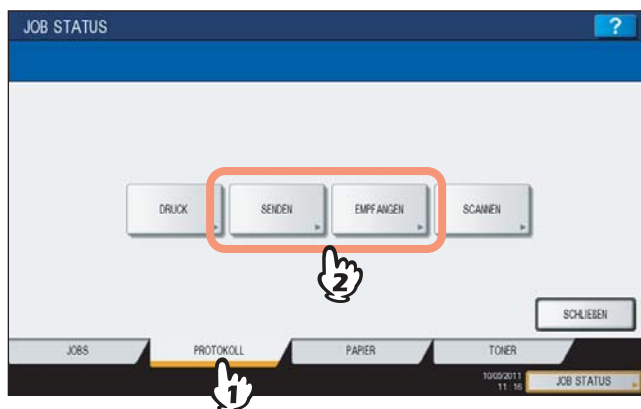 JOB STATUS ?
DRUCK SENDEN EMPFANGEN SCANNEN
2
SCHLIEßEN
JOBS PROTOKOLL PAPIER TONER
1
10/05/2011
11:16 JOB STATUS